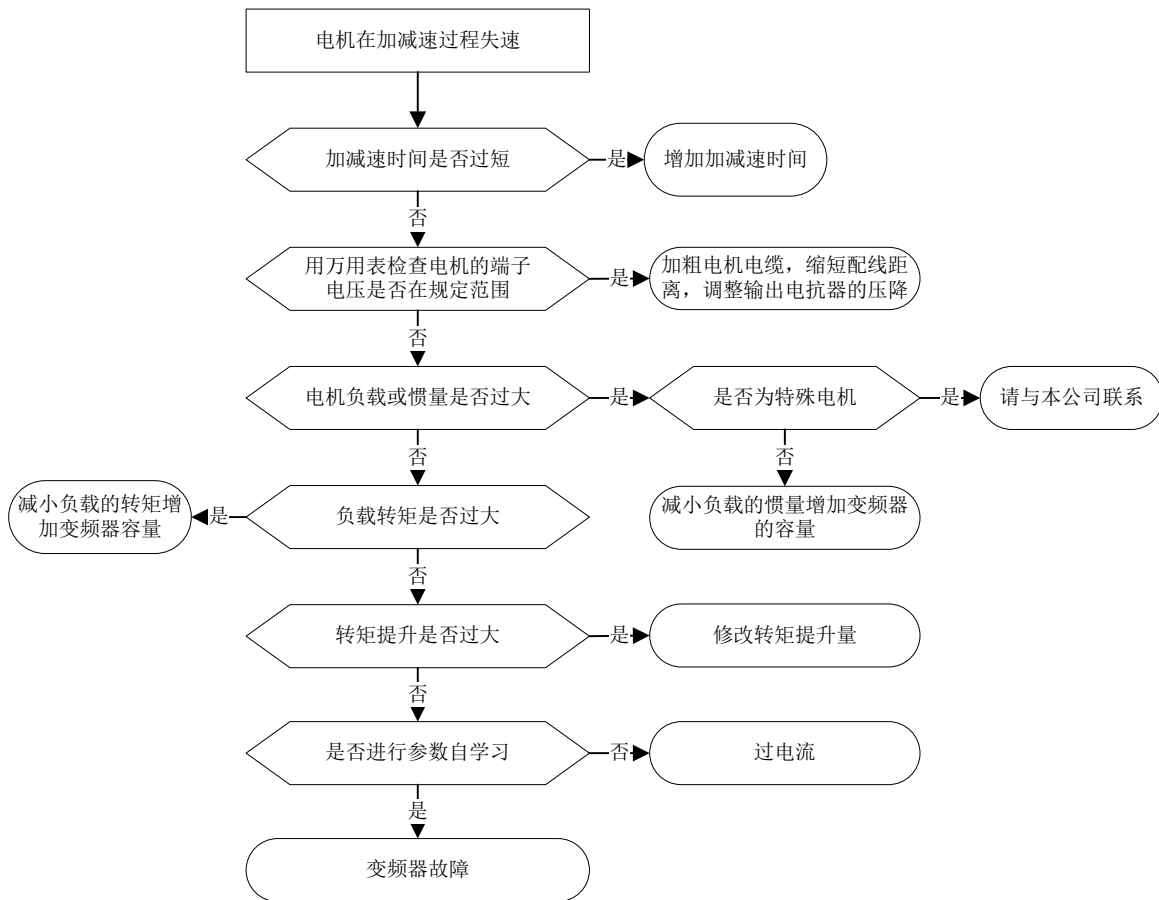 电机在加减速过程失速
加减速时间是否过短
是
增加加减速时间
否
用万用表检查电机的端子
电压是否在规定范围
是
加粗电机电缆，缩短配线距
离，调整输出电抗器的压降
否
电机负载或惯量是否过大
是
是否为特殊电机
是
请与本公司联系
否
否
减小负载的转矩增
加变频器容量
是
负载转矩是否过大
减小负载的惯量增加变频器
的容量
否
转矩提升是否过大
是
修改转矩提升量
否
是否进行参数自学习
否
过电流
是
变频器故障